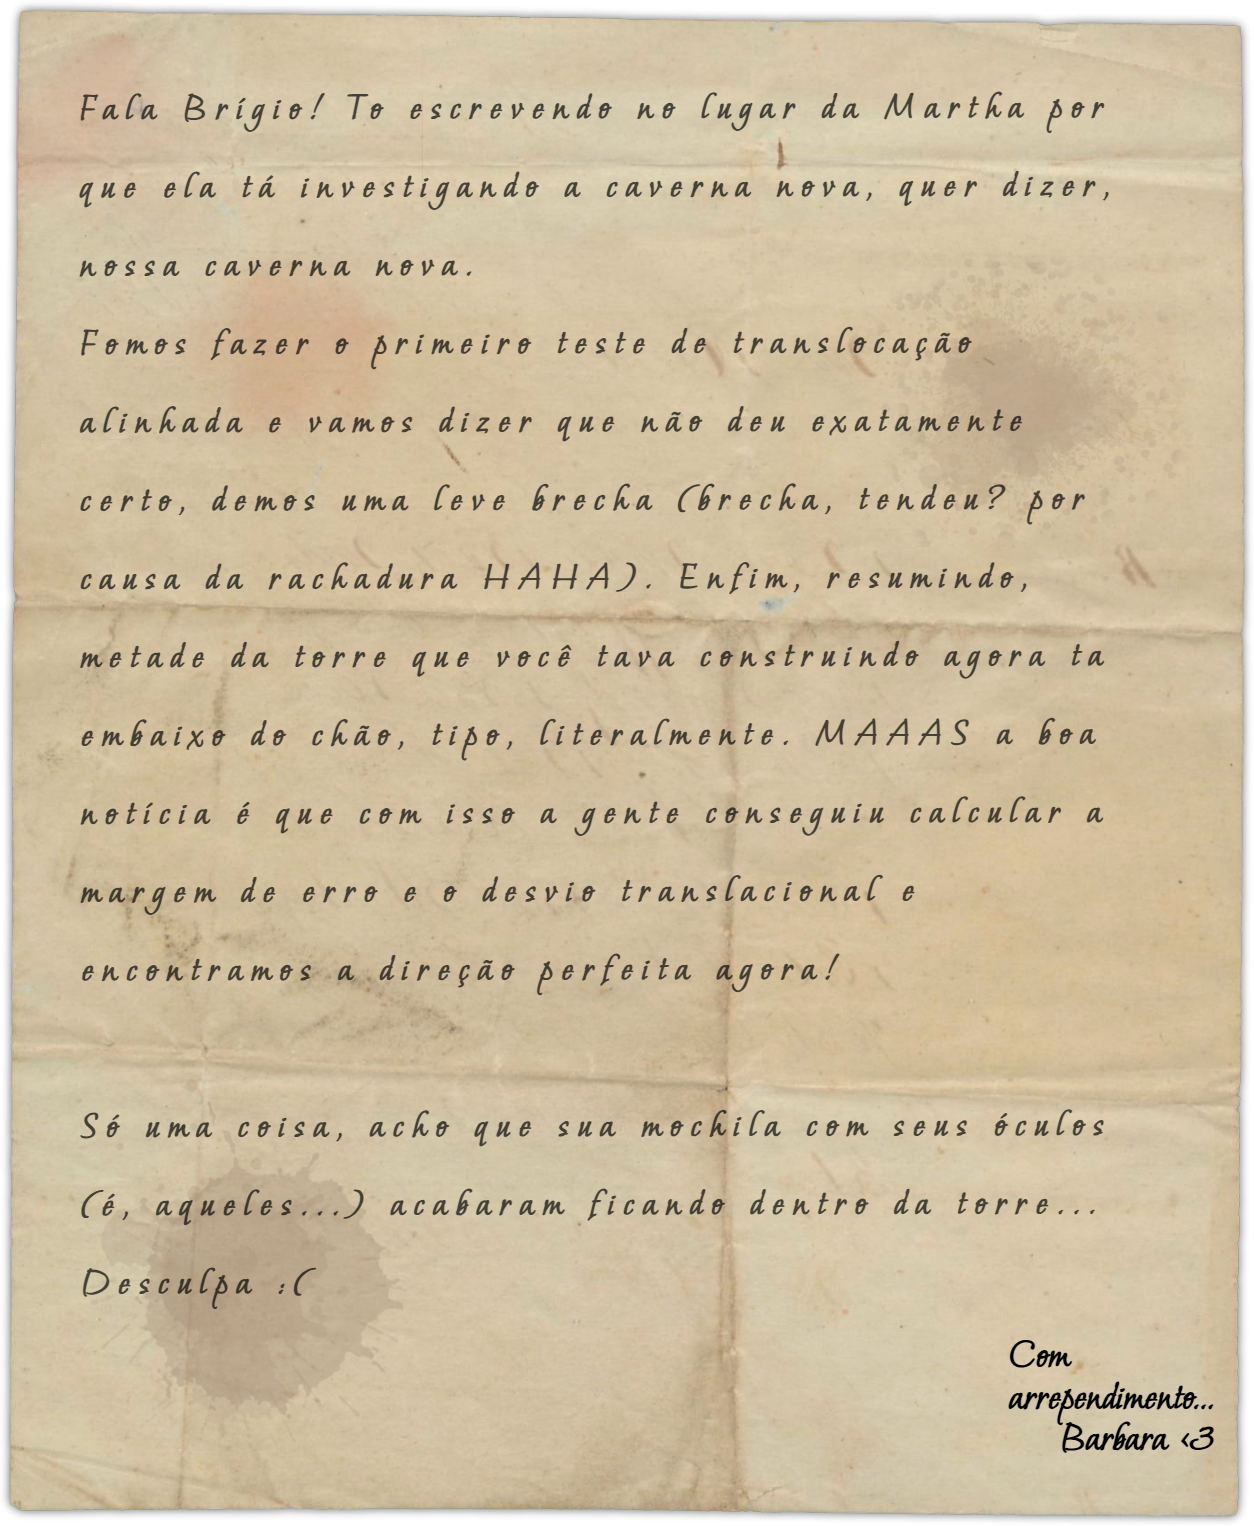 Fala Brígio! To escrevendo no lugar da Martha por
que ela tá investigando a caverna nova, quer dizer,
nossa caverna nova.
Fomos fazer o primeiro teste de translocação
alinhada e vamos dizer que não deu exatamente
certo, demos uma leve brecha (brecha, tendeu? por
causa da rachadura HAHA). Enfim, resumindo,
metade da torre que você tava construindo agora ta
embaixo do chão, tipo, literalmente. MAAAS a boa
notícia é que com isso a gente conseguiu calcular a
margem de erro e o desvio translacional e
encontramos a direção perfeita agora!
Só uma coisa, acho que sua mochila com seus óculos
(é, aqueles...) acabaram ficando dentro da torre...
Desculpa :(
Com
arrependimento...
Barbara <3